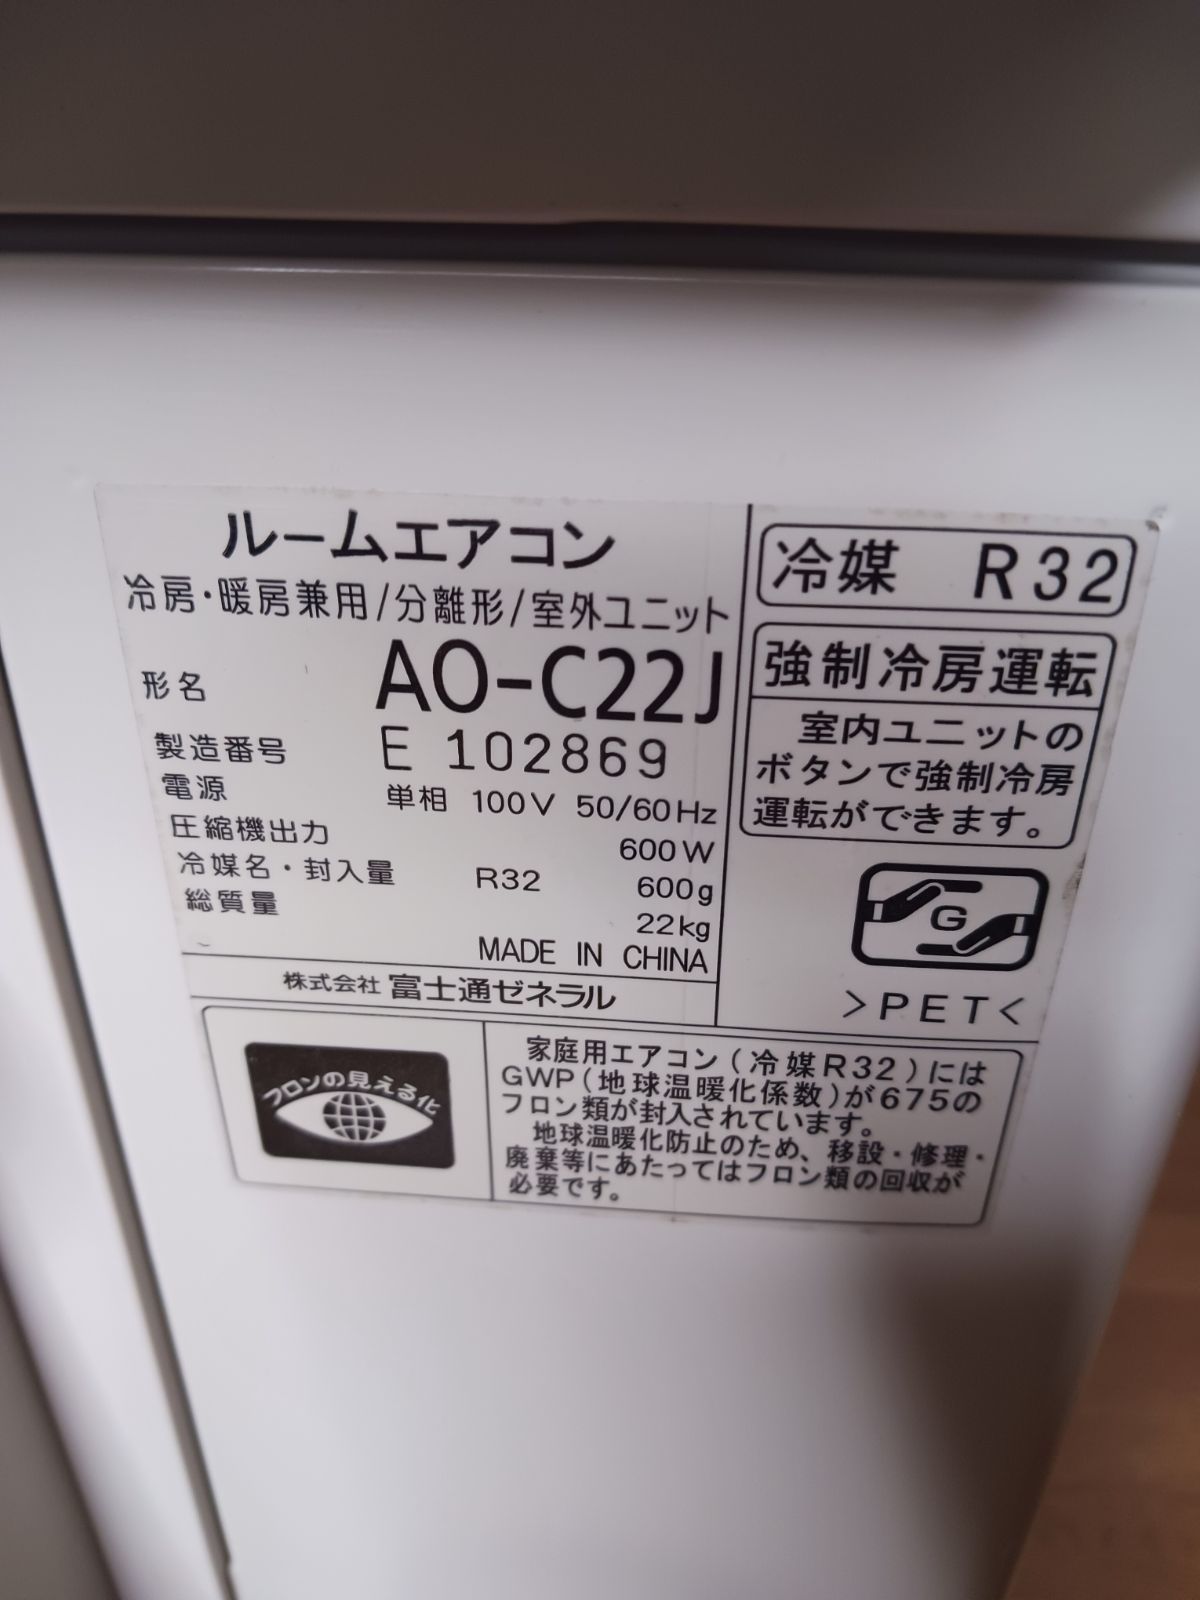 ルームエアコン
冷房・暖房兼用/分離形/室外ユニット
形名 AO-C22J
製造番号 E 102869
電源 単相 100V 50/60Hz
圧縮機出力 600W
冷媒名・封入量 R32 600g
総質量 22kg
MADE IN CHINA
株式会社 富士通ゼネラル
冷媒 R32
強制冷房運転
室内ユニットの
ボタンで強制冷房
運転ができます。
G
>PET<
フロンの見える化
家庭用エアコン(冷媒R32)には
GWP(地球温暖化係数)が675の
フロン類が封入されています。
地球温暖化防止のため、移設・修理・
廃棄等にあたってはフロン類の回収が
必要です。